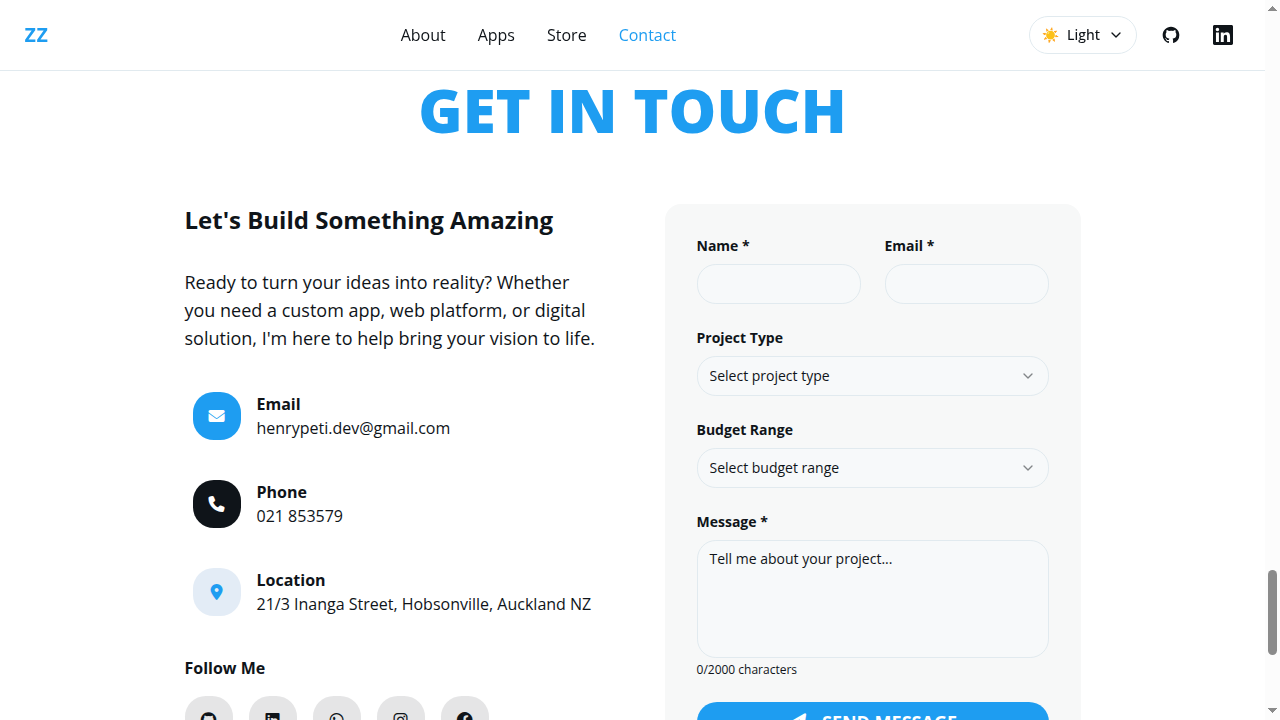 ZZ
About
Apps
Store
Contact
Light
GET IN TOUCH
Let's Build Something Amazing
Ready to turn your ideas into reality? Whether
you need a custom app, web platform, or digital
solution, I'm here to help bring your vision to life.
Email
henrypeti.dev@gmail.com
Phone
021 853579
Location
21/3 Inanga Street, Hobsonville, Auckland NZ
Follow Me
Name *
Email *
Project Type
Select project type
Budget Range
Select budget range
Message *
Tell me about your project...
0/2000 characters
SEND MESSAGE